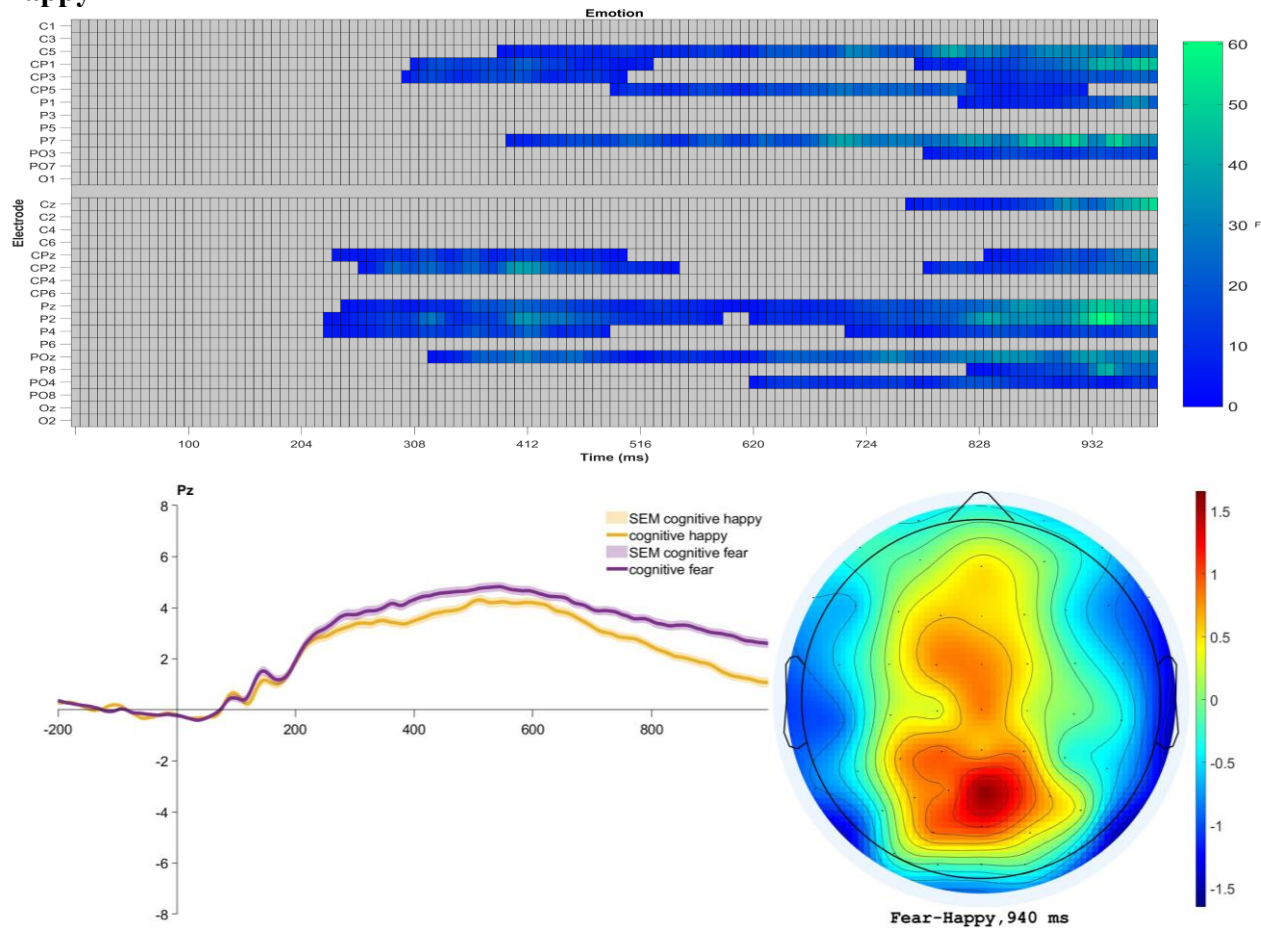 appy
Emotion
C1
C3
C5
CP1
CP3
CP5
P1
P3
P5
P7
PO3
PO7
O1
Cz
C2
C4
C6
CPz
CP2
CP4
CP6
Pz
P2
P4
P6
POz
P8
PO4
PO8
Oz
O2
Electrode
100 204 308 412 516 620 724 828 932
Time (ms)
60
50
40
30 F
20
10
0
Pz
8
6
4
2
-2
-4
-6
-8
-200 200 400 600 800
SEM cognitive happy
cognitive happy
SEM cognitive fear
cognitive fear
1.5
1
0.5
0
-0.5
-1
-1.5
Fear-Happy,940 ms